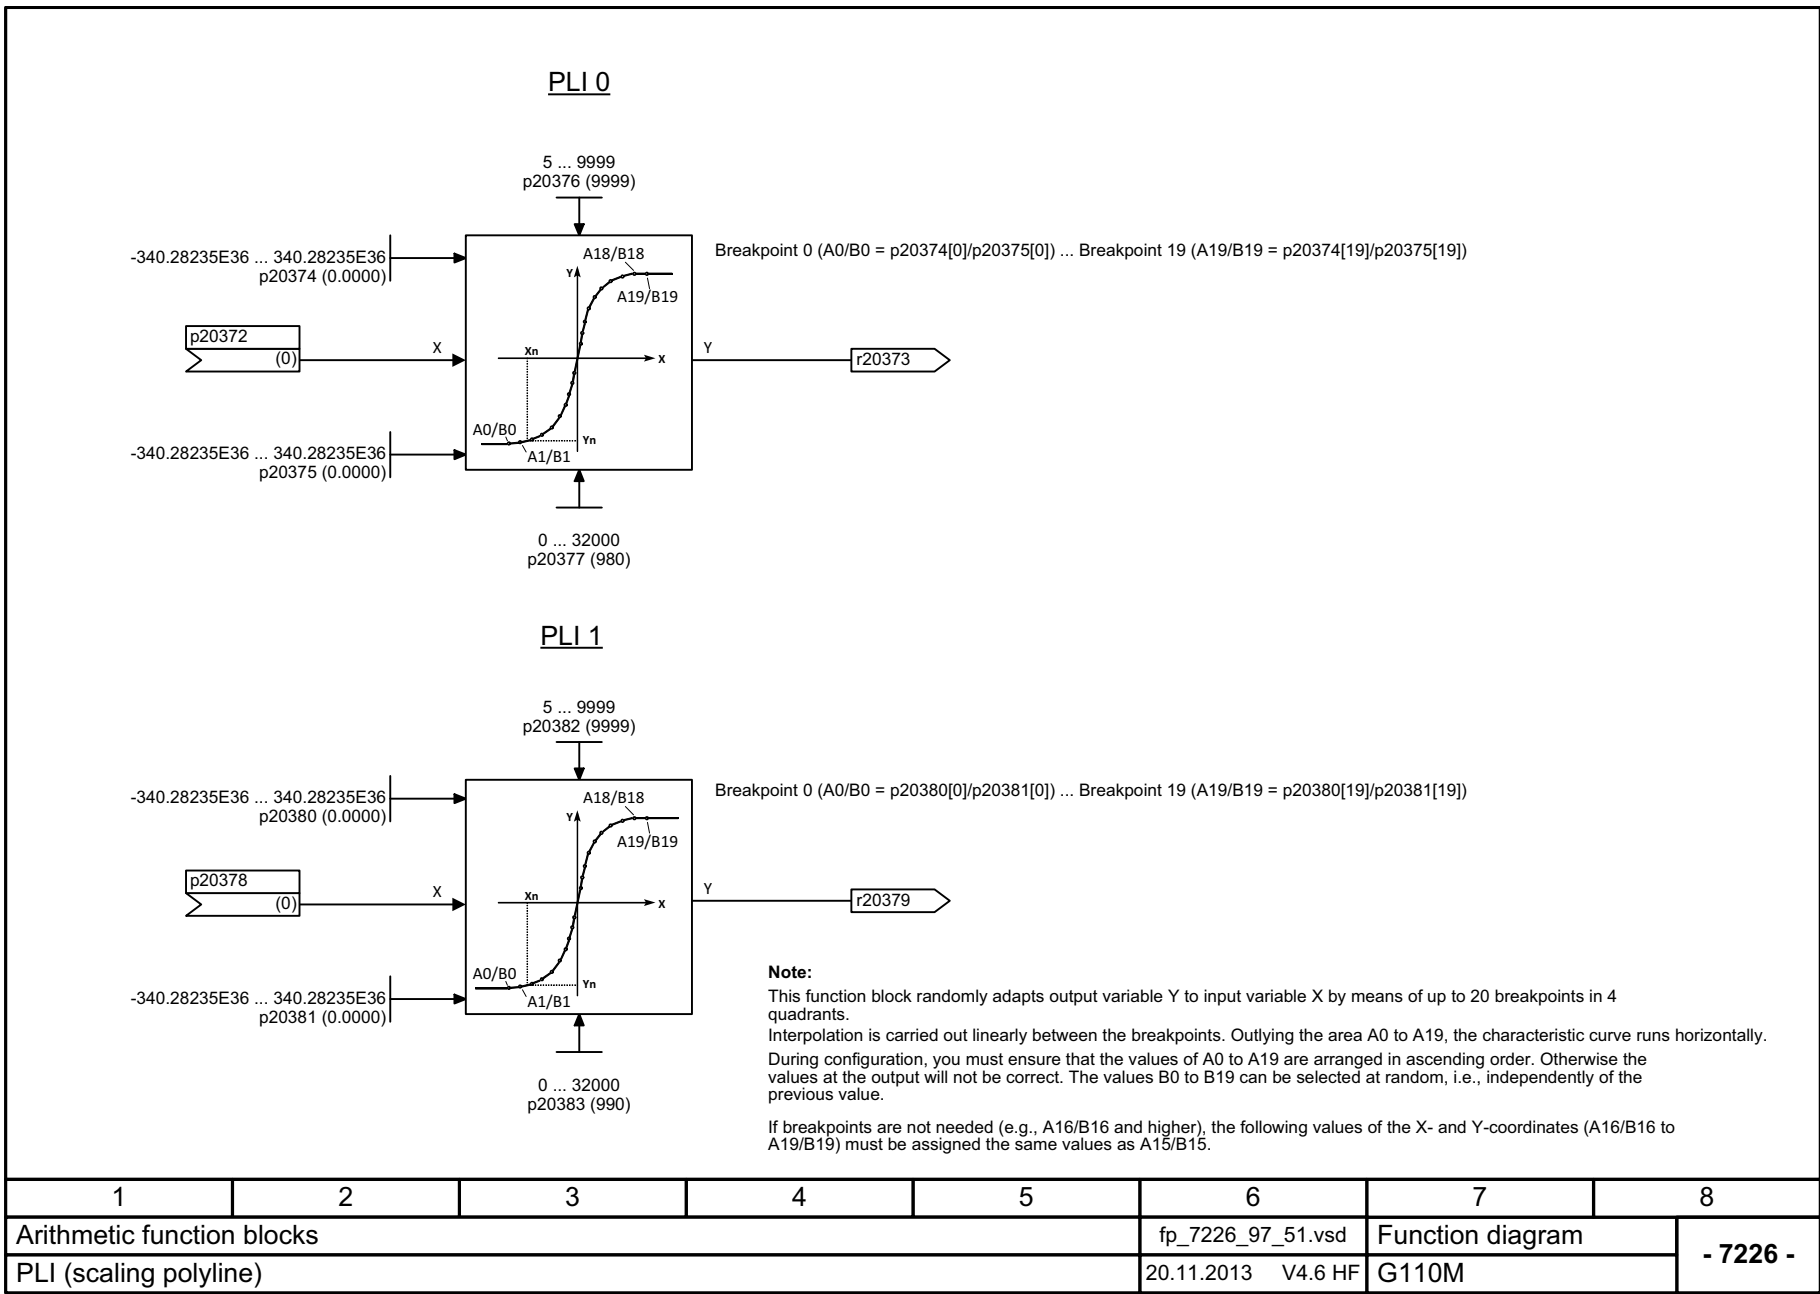 PLI 0
5 ... 9999
p20376 (9999)
-340.28235E36 ... 340.28235E36
p20374 (0.0000)
A18/B18
Y
A19/B19
Breakpoint 0 (A0/B0 = p20374[0]/p20375[0]) ... Breakpoint 19 (A19/B19 = p20374[19]/p20375[19])
p20372
(0)
X
Xn
X
Y
r20373
-340.28235E36 ... 340.28235E36
p20375 (0.0000)
A0/B0
Yn
A1/B1
0 ... 32000
p20377 (980)
PLI 1
5 ... 9999
p20382 (9999)
-340.28235E36 ... 340.28235E36
p20380 (0.0000)
A18/B18
Y
A19/B19
Breakpoint 0 (A0/B0 = p20380[0]/p20381[0]) ... Breakpoint 19 (A19/B19 = p20380[19]/p20381[19])
p20378
(0)
X
Xn
X
Y
r20379
-340.28235E36 ... 340.28235E36
p20381 (0.0000)
A0/B0
Yn
A1/B1
0 ... 32000
p20383 (990)
Note:
This function block randomly adapts output variable Y to input variable X by means of up to 20 breakpoints in 4
quadrants.
Interpolation is carried out linearly between the breakpoints. Outlying the area A0 to A19, the characteristic curve runs horizontally.
During configuration, you must ensure that the values of A0 to A19 are arranged in ascending order. Otherwise the
values at the output will not be correct. The values B0 to B19 can be selected at random, i.e., independently of the
previous value.
If breakpoints are not needed (e.g., A16/B16 and higher), the following values of the X- and Y-coordinates (A16/B16 to
A19/B19) must be assigned the same values as A15/B15.
1 2 3 4 5 6 7 8
Arithmetic function blocks
fp_7226_97_51.vsd
Function diagram
- 7226 -
PLI (scaling polyline)
20.11.2013 V4.6 HF
G110M